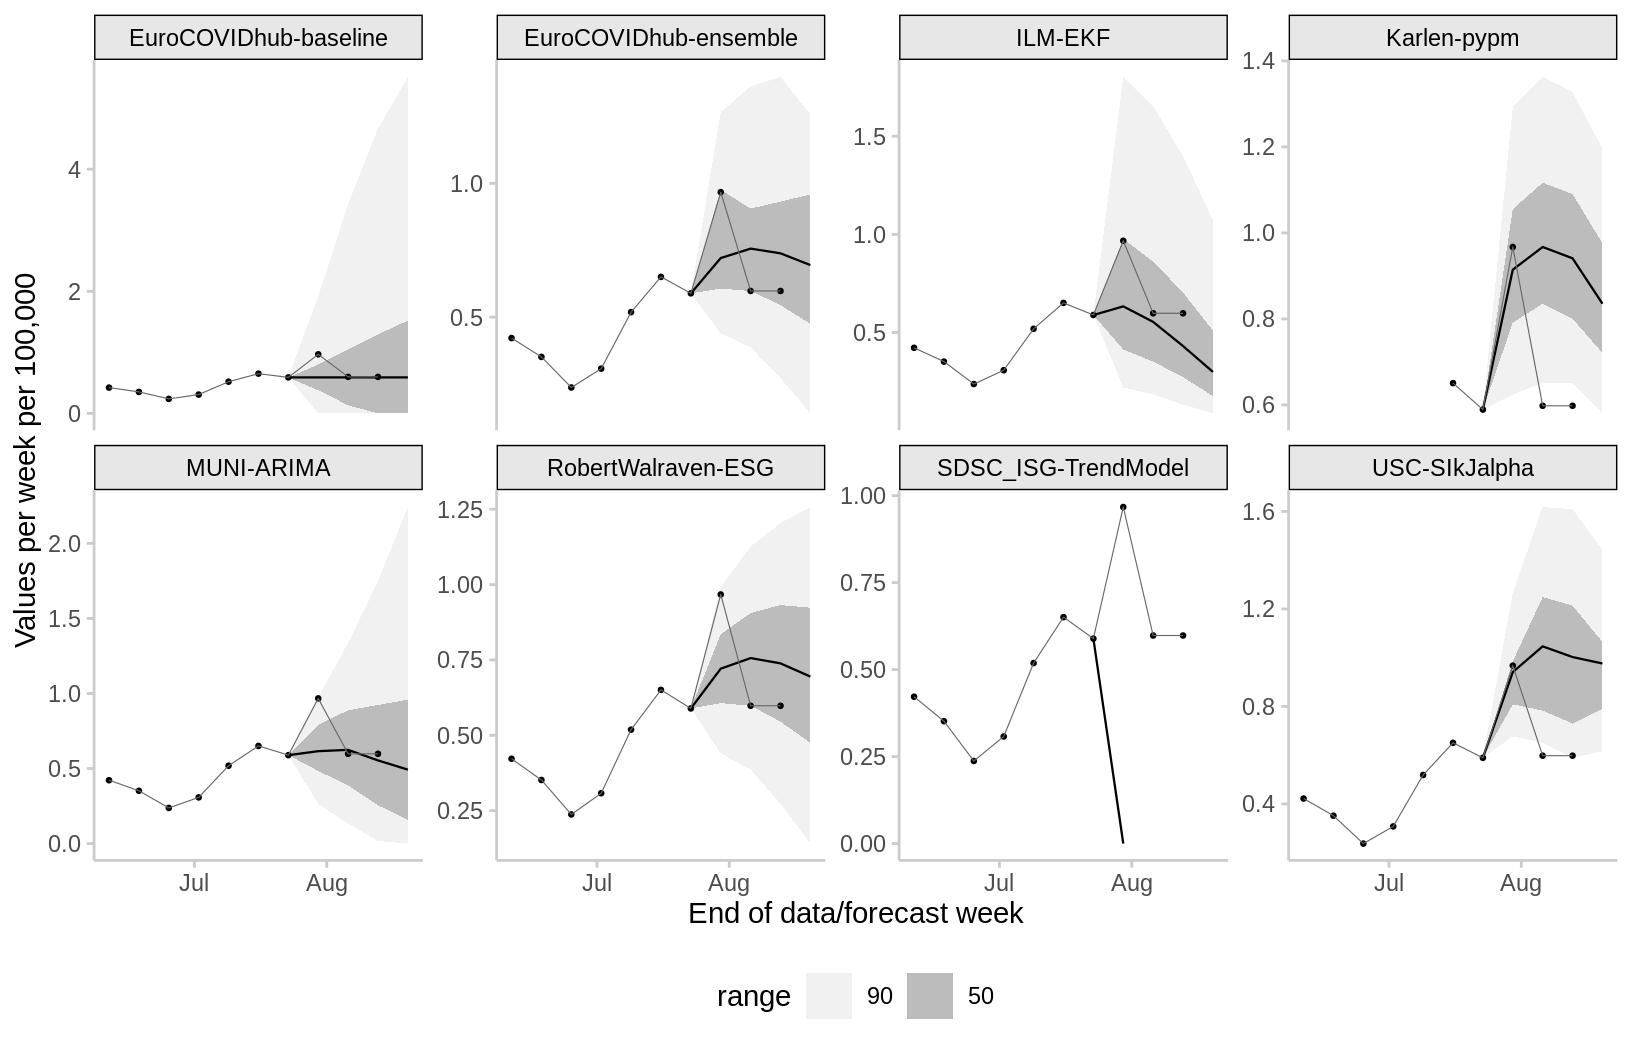 EuroCOVIDhub-baseline
EuroCOVIDhub-ensemble
ILM-EKF
Karlen-pypm
4
2
0
1.0
0.5
1.5
1.0
0.5
1.4
1.2
1.0
0.8
0.6
Values per week per 100,000
MUNI-ARIMA
RobertWalraven-ESG
SDSC_ISG-TrendModel
USC-SIkJalpha
2.0
1.5
1.0
0.5
0.0
1.25
1.00
0.75
0.50
0.25
1.00
0.75
0.50
0.25
0.00
1.6
1.2
0.8
0.4
Jul Aug
Jul Aug
Jul Aug
Jul Aug
End of data/forecast week
range 90 50